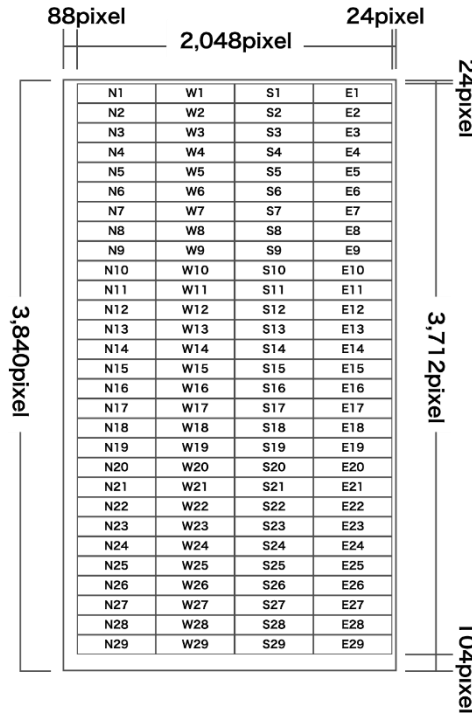 88pixel 24pixel
2,048pixel
24pixel
N1 W1 S1 E1
N2 W2 S2 E2
N3 W3 S3 E3
N4 W4 S4 E4
N5 W5 S5 E5
N6 W6 S6 E6
N7 W7 S7 E7
N8 W8 S8 E8
N9 W9 S9 E9
N10 W10 S10 E10
N11 W11 S11 E11
N12 W12 S12 E12
N13 W13 S13 E13
N14 W14 S14 E14
N15 W15 S15 E15
N16 W16 S16 E16
N17 W17 S17 E17
N18 W18 S18 E18
N19 W19 S19 E19
N20 W20 S20 E20
N21 W21 S21 E21
N22 W22 S22 E22
N23 W23 S23 E23
N24 W24 S24 E24
N25 W25 S25 E25
N26 W26 S26 E26
N27 W27 S27 E27
N28 W28 S28 E28
N29 W29 S29 E29
3,840pixel
3,712pixel
104pixel